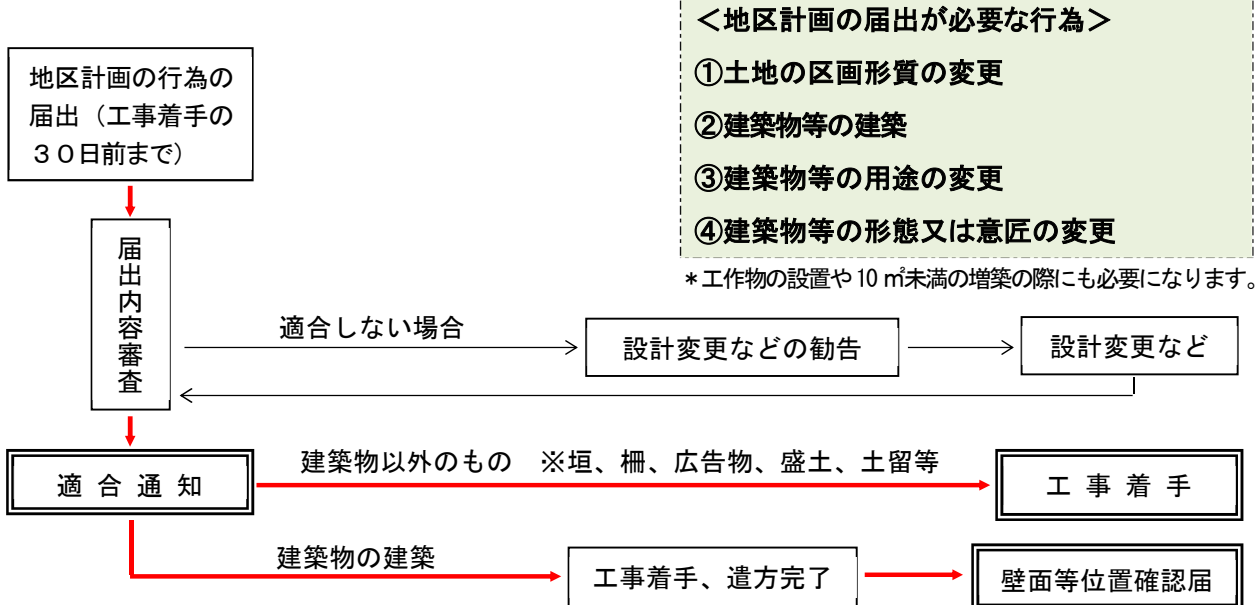 ＜地区計画の届出が必要な行為＞
①土地の区画形質の変更
②建築物等の建築
③建築物等の用途の変更
④建築物等の形態又は意匠の変更
＊工作物の設置や10㎡未満の増築の際にも必要になります。
地区計画の行為の
届出（工事着手の
３０日前まで）
届出内容審査
適合しない場合
設計変更などの勧告
設計変更など
適合通知
建築物以外のもの　※垣、柵、広告物、盛土、土留等
工事着手
建築物の建築
工事着手、遣方完了
壁面等位置確認届